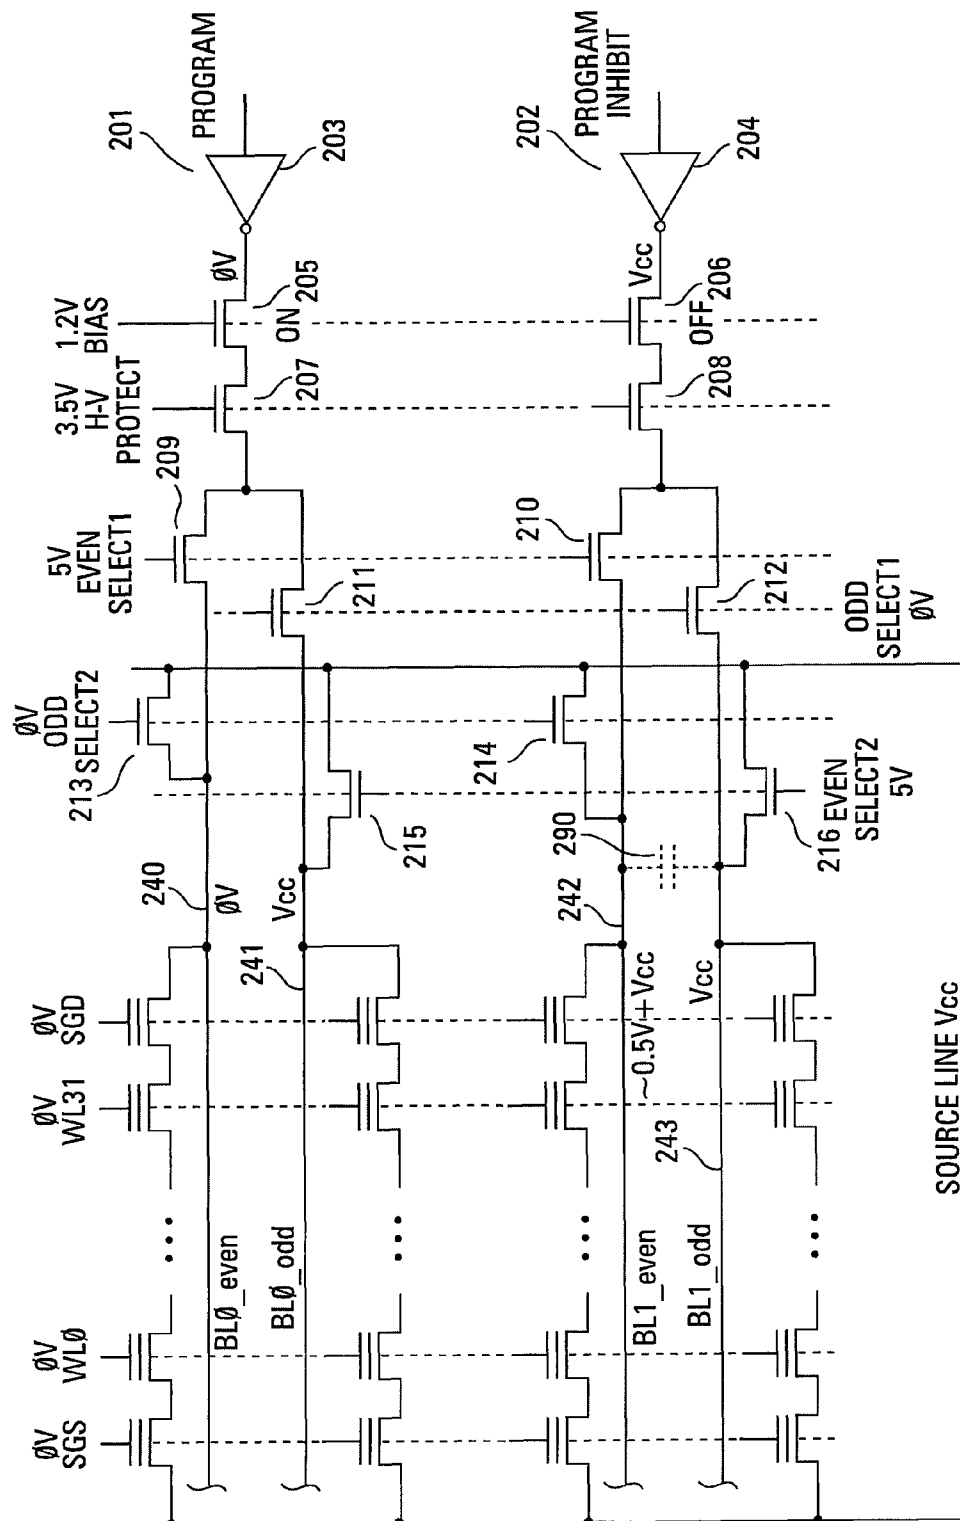 ØV
SGS
ØV
WLØ
ØV
WL31
ØV
SGD
ØV
ODD
SELECT2
5V
EVEN
SELECT1
3.5V
H-V
PROTECT
1.2V
BIAS
PROGRAM
201
203
ØV
205
ON
207
209
211
213
215
240
ØV
241
Vcc
BLØ_even
BLØ_odd
PROGRAM
INHIBIT
202
204
Vcc
206
OFF
208
210
212
214
216
290
242
~0.5V+Vcc
Vcc
243
BL1_even
BL1_odd
ODD
SELECT1
ØV
EVEN
SELECT2
5V
SOURCE LINE Vcc